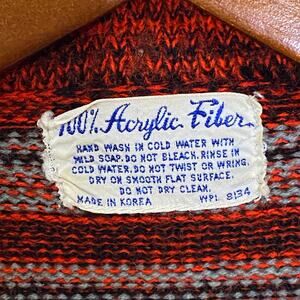 100% Acrylic Fiber
HAND WASH IN COLD WATER WITH
MILD SOAP. DO NOT BLEACH. RINSE IN
COLD WATER. DO NOT TWIST OR WRING.
DRY ON SMOOTH FLAT SURFACE.
DO NOT DRY CLEAN.
MADE IN KOREA WPL 8134